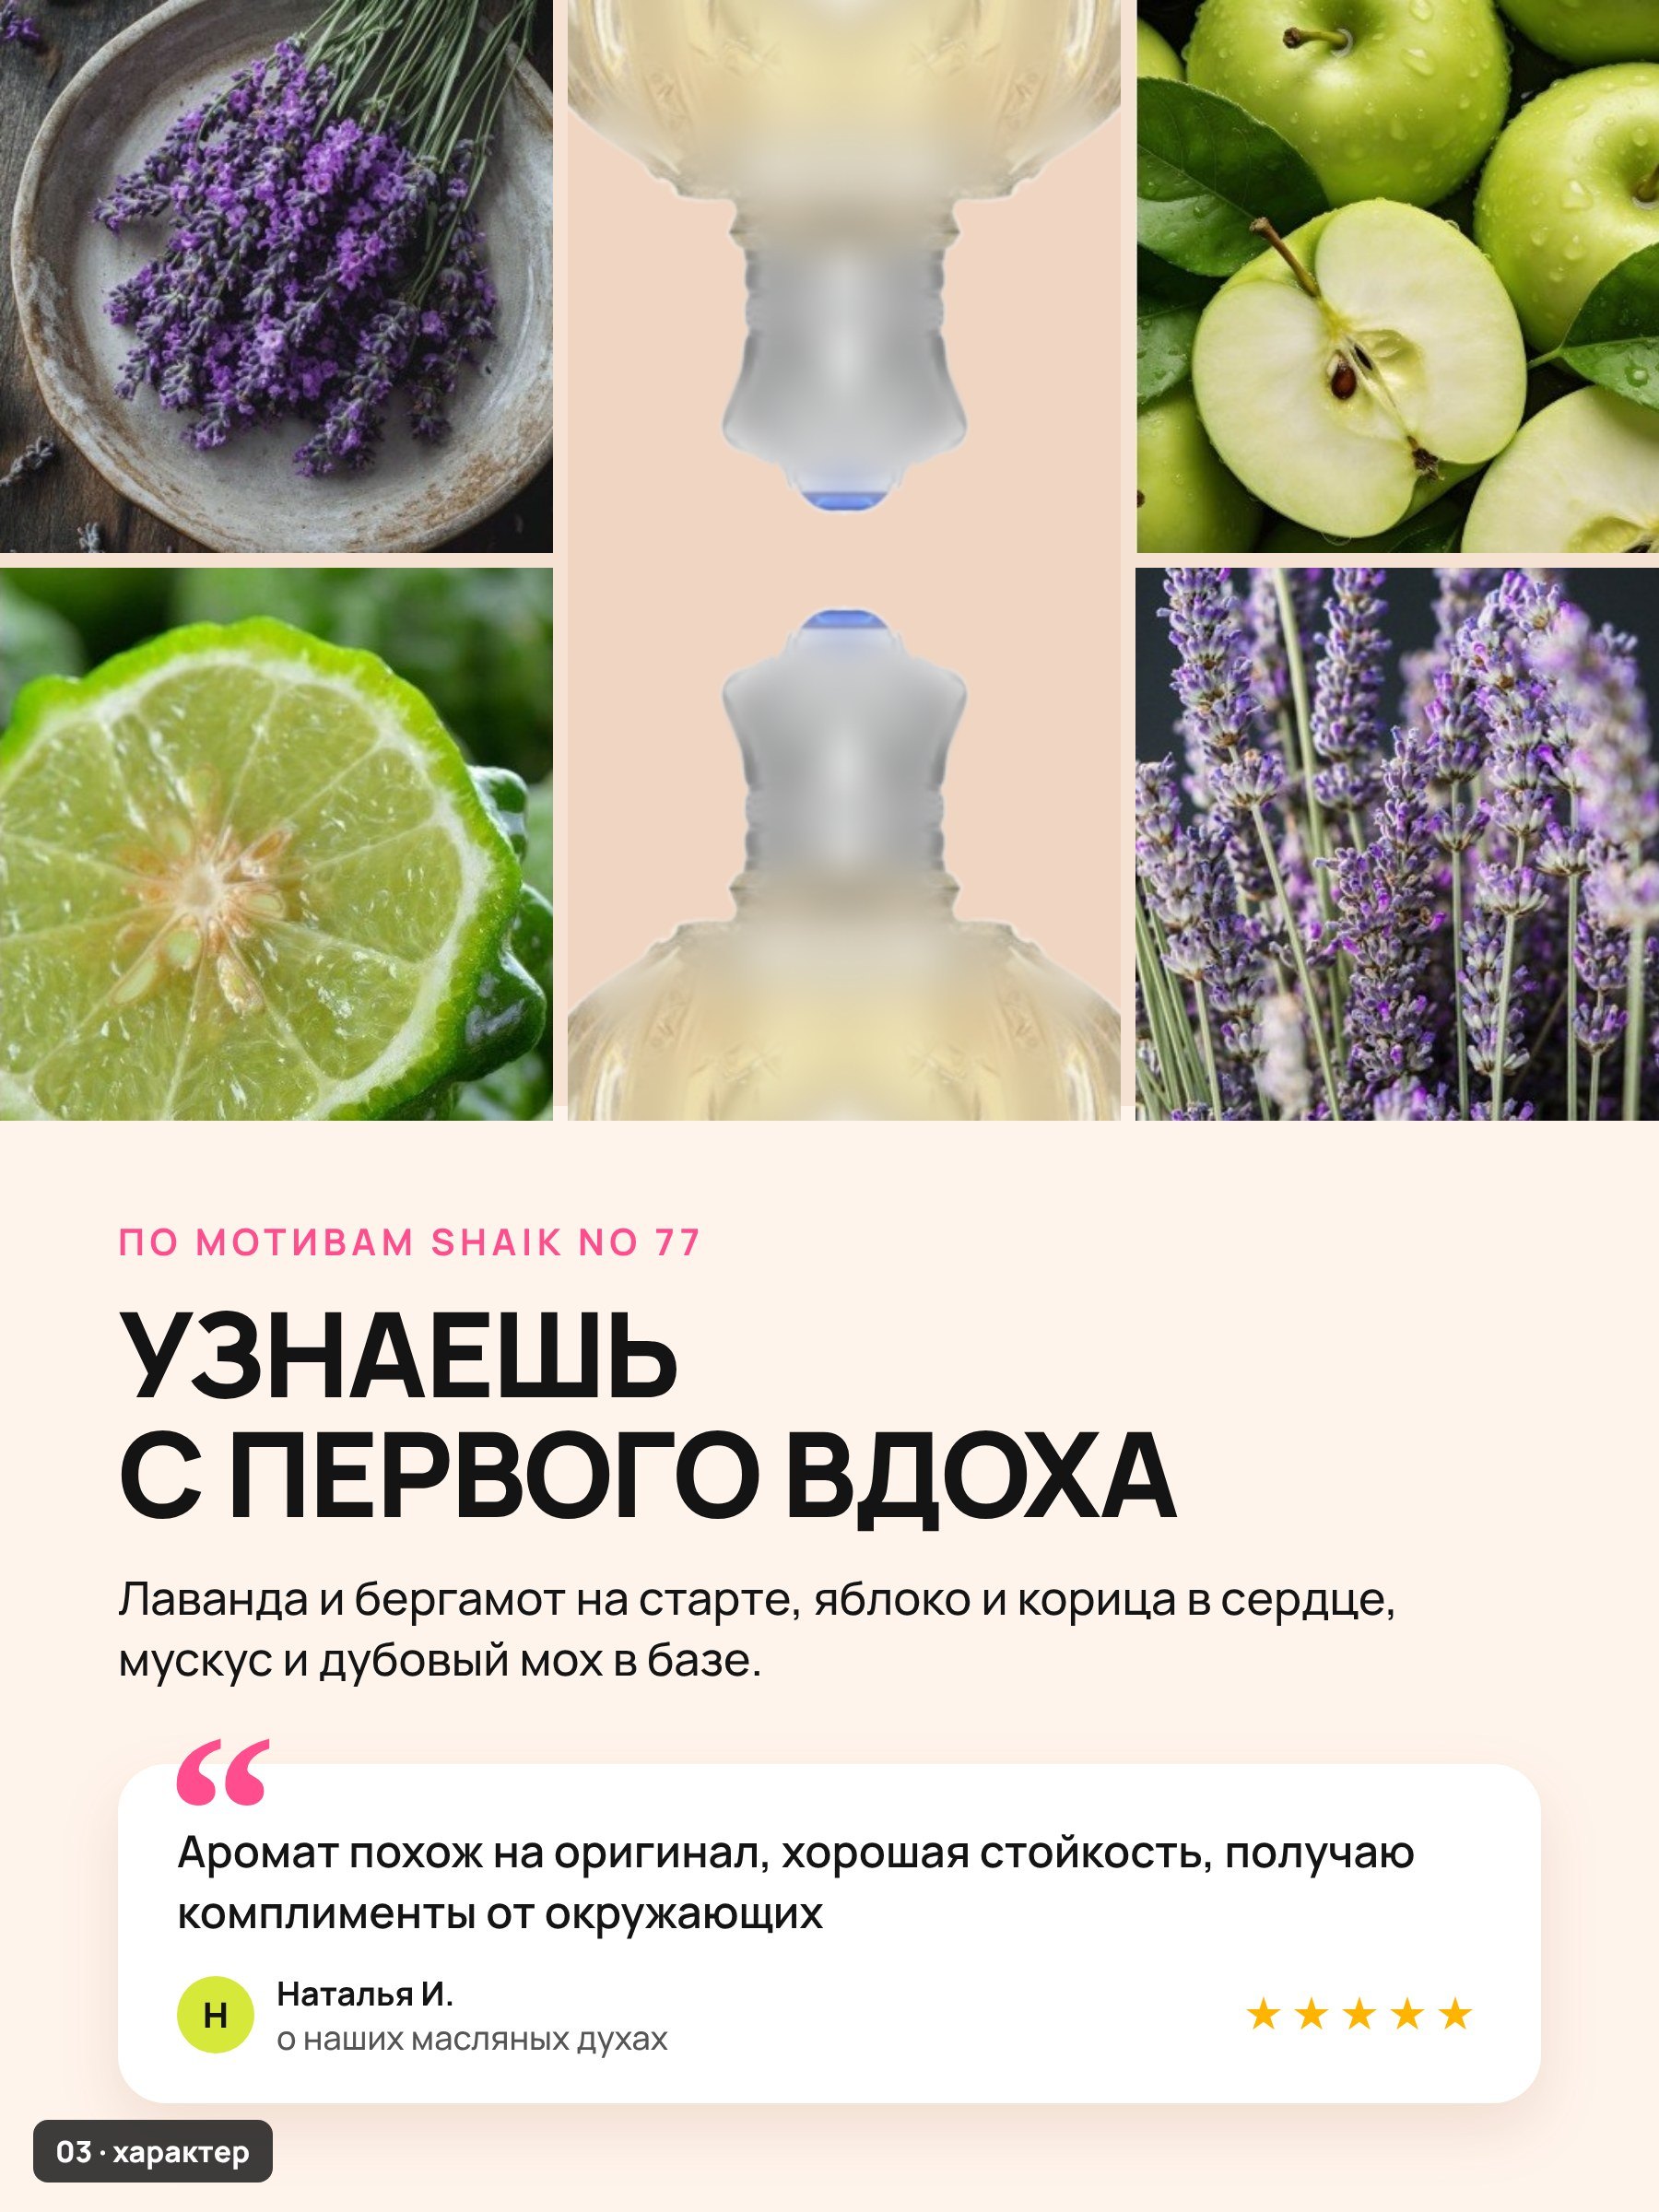 ПО МОТИВАМ SHAIK NO 77
УЗНАЕШЬ
С ПЕРВОГО ВДОХА
Лаванда и бергамот на старте, яблоко и корица в сердце,
мускус и дубовый мох в базе.
“
Аромат похож на оригинал, хорошая стойкость, получаю
комплименты от окружающих
Н
Наталья И.
о наших масляных духах
★★★★★
03 · характер